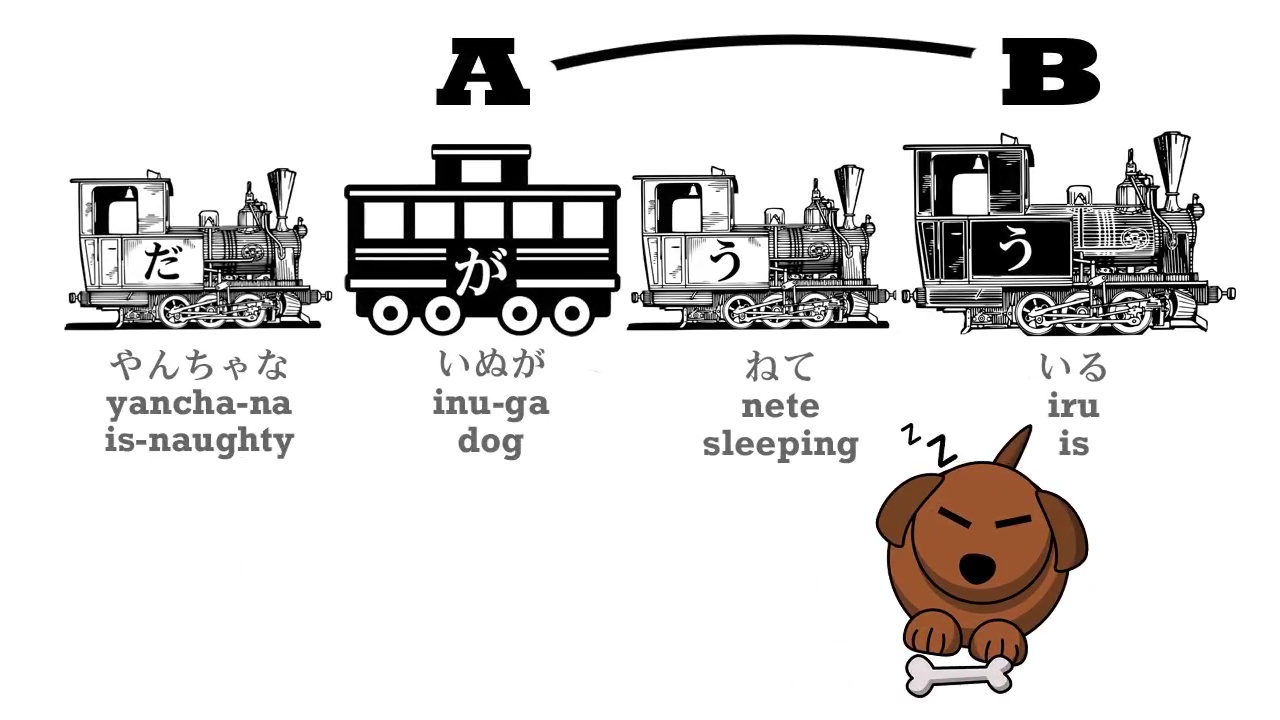 A B
だ が う う
やんちゃな いぬが ねて いる
yancha-na inu-ga nete iru
is-naughty dog sleeping is
z z